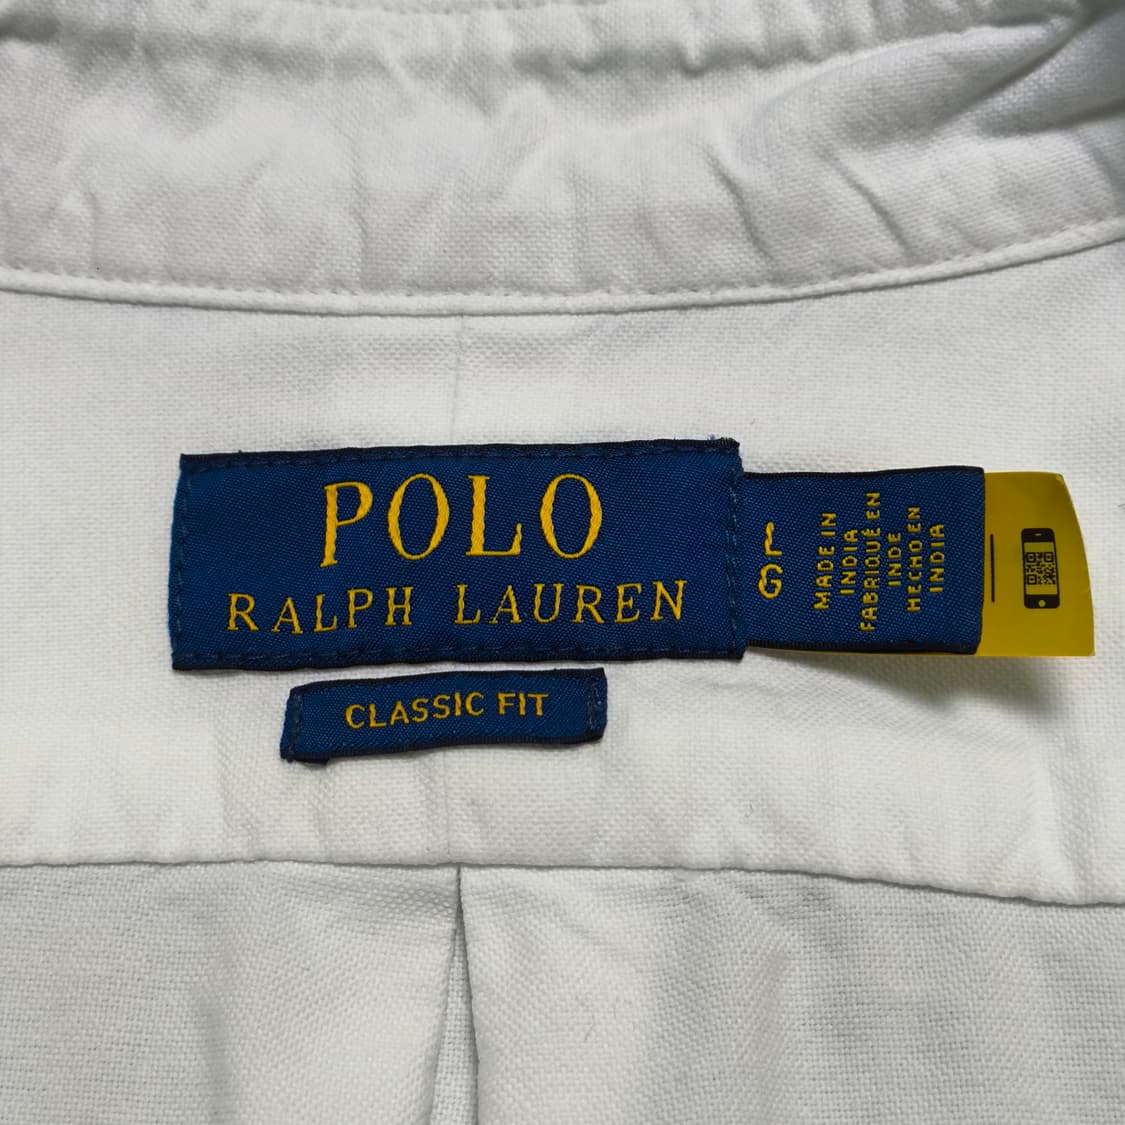 POLO
RALPH LAUREN
CLASSIC FIT
L
G
MADE IN
INDIA
FABRIQUÉ EN
INDE
HECHO EN
INDIA